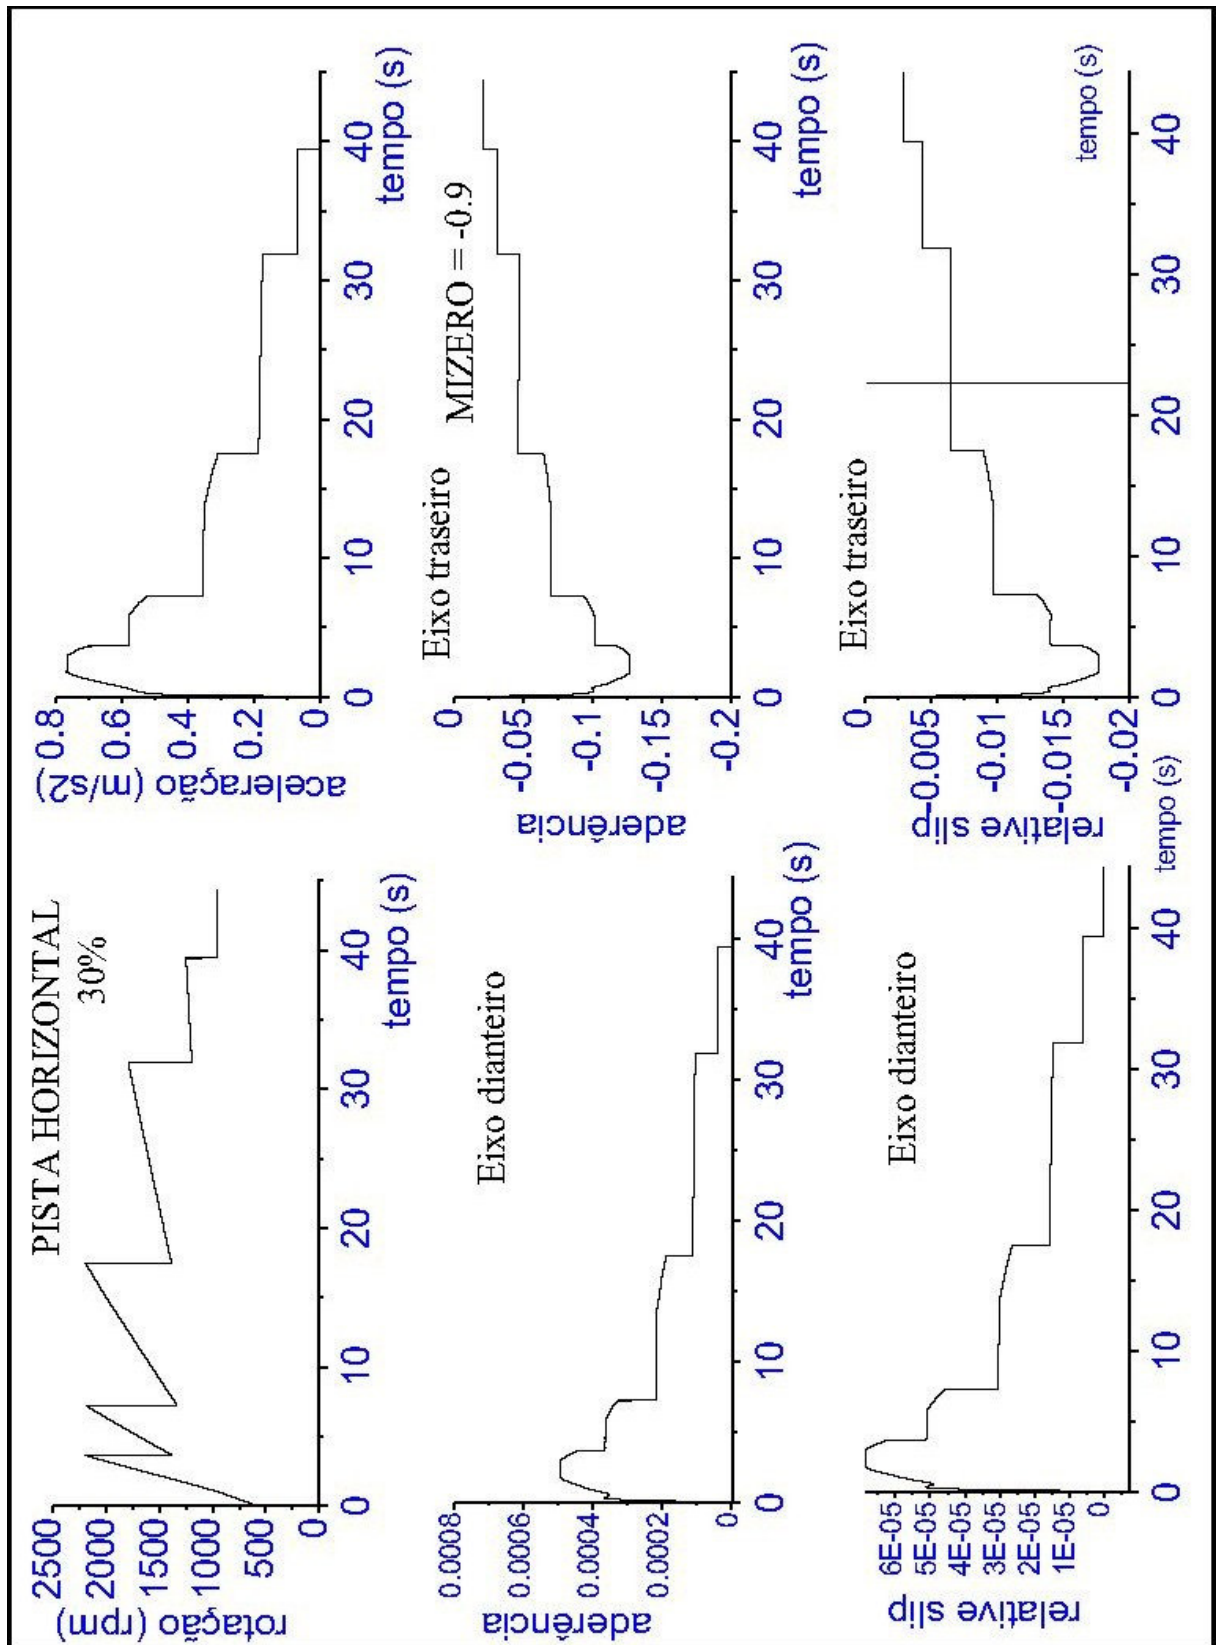 PISTA HORIZONTAL
30%
rotação (rpm)
2500
2000
1500
1000
500
0
0 10 20 30 40
tempo (s)
aceleração (m/s2)
0.8
0.6
0.4
0.2
0
0 10 20 30 40
tempo (s)
Eixo dianteiro
aderência
0.0008
0.0006
0.0004
0.0002
0
0 10 20 30 40
tempo (s)
Eixo traseiro
MIZERO = -0.9
aderência
0
-0.05
-0.1
-0.15
-0.2
0 10 20 30 40
tempo (s)
Eixo dianteiro
relative slip
6E-05
5E-05
4E-05
3E-05
2E-05
1E-05
0
0 10 20 30 40
tempo (s)
Eixo traseiro
relative slip
0
-0.005
-0.01
-0.015
-0.02
0 10 20 30 40
tempo (s)